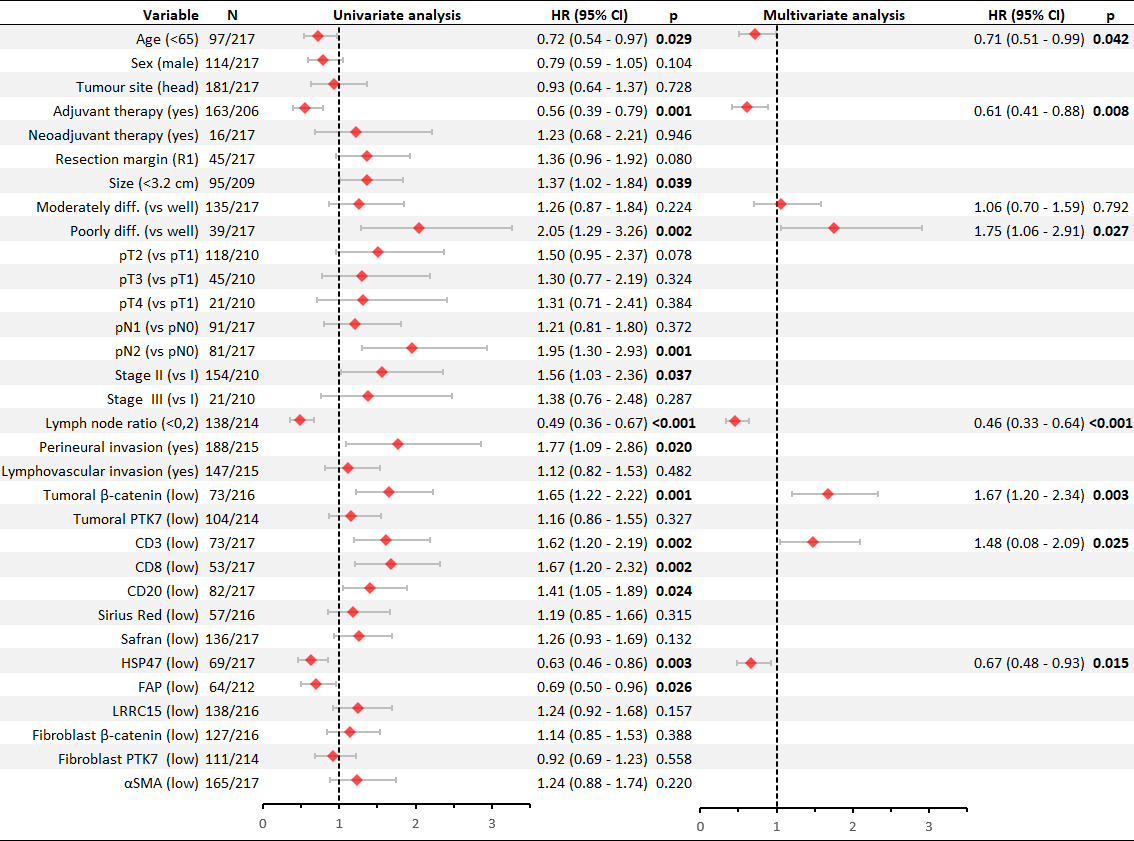 Variable N Univariate analysis HR (95% CI) p Multivariate analysis HR (95% CI) p
Age (<65) 97/217 0.72 (0.54 - 0.97) 0.029 0.71 (0.51 - 0.99) 0.042
Sex (male) 114/217 0.79 (0.59 - 1.05) 0.104
Tumour site (head) 181/217 0.93 (0.64 - 1.37) 0.728
Adjuvant therapy (yes) 163/206 0.56 (0.39 - 0.79) 0.001 0.61 (0.41 - 0.88) 0.008
Neoadjuvant therapy (yes) 16/217 1.23 (0.68 - 2.21) 0.946
Resection margin (R1) 45/217 1.36 (0.96 - 1.92) 0.080
Size (<3.2 cm) 95/209 1.37 (1.02 - 1.84) 0.039
Moderately diff. (vs well) 135/217 1.26 (0.87 - 1.84) 0.224 1.06 (0.70 - 1.59) 0.792
Poorly diff. (vs well) 39/217 2.05 (1.29 - 3.26) 0.002 1.75 (1.06 - 2.91) 0.027
pT2 (vs pT1) 118/210 1.50 (0.95 - 2.37) 0.078
pT3 (vs pT1) 45/210 1.30 (0.77 - 2.19) 0.324
pT4 (vs pT1) 21/210 1.31 (0.71 - 2.41) 0.384
pN1 (vs pN0) 91/217 1.21 (0.81 - 1.80) 0.372
pN2 (vs pN0) 81/217 1.95 (1.30 - 2.93) 0.001
Stage II (vs I) 154/210 1.56 (1.03 - 2.36) 0.037
Stage III (vs I) 21/210 1.38 (0.76 - 2.48) 0.287
Lymph node ratio (<0,2) 138/214 0.49 (0.36 - 0.67) <0.001 0.46 (0.33 - 0.64) <0.001
Perineural invasion (yes) 188/215 1.77 (1.09 - 2.86) 0.020
Lymphovascular invasion (yes) 147/215 1.12 (0.82 - 1.53) 0.482
Tumoral β-catenin (low) 73/216 1.65 (1.22 - 2.22) 0.001 1.67 (1.20 - 2.34) 0.003
Tumoral PTK7 (low) 104/214 1.16 (0.86 - 1.55) 0.327
CD3 (low) 73/217 1.62 (1.20 - 2.19) 0.002 1.48 (0.08 - 2.09) 0.025
CD8 (low) 53/217 1.67 (1.20 - 2.32) 0.002
CD20 (low) 82/217 1.41 (1.05 - 1.89) 0.024
Sirius Red (low) 57/216 1.19 (0.85 - 1.66) 0.315
Safran (low) 136/217 1.26 (0.93 - 1.69) 0.132
HSP47 (low) 69/217 0.63 (0.46 - 0.86) 0.003 0.67 (0.48 - 0.93) 0.015
FAP (low) 64/212 0.69 (0.50 - 0.96) 0.026
LRRC15 (low) 138/216 1.24 (0.92 - 1.68) 0.157
Fibroblast β-catenin (low) 127/216 1.14 (0.85 - 1.53) 0.388
Fibroblast PTK7 (low) 111/214 0.92 (0.69 - 1.23) 0.558
αSMA (low) 165/217 1.24 (0.88 - 1.74) 0.220
0 1 2 3 0 1 2 3